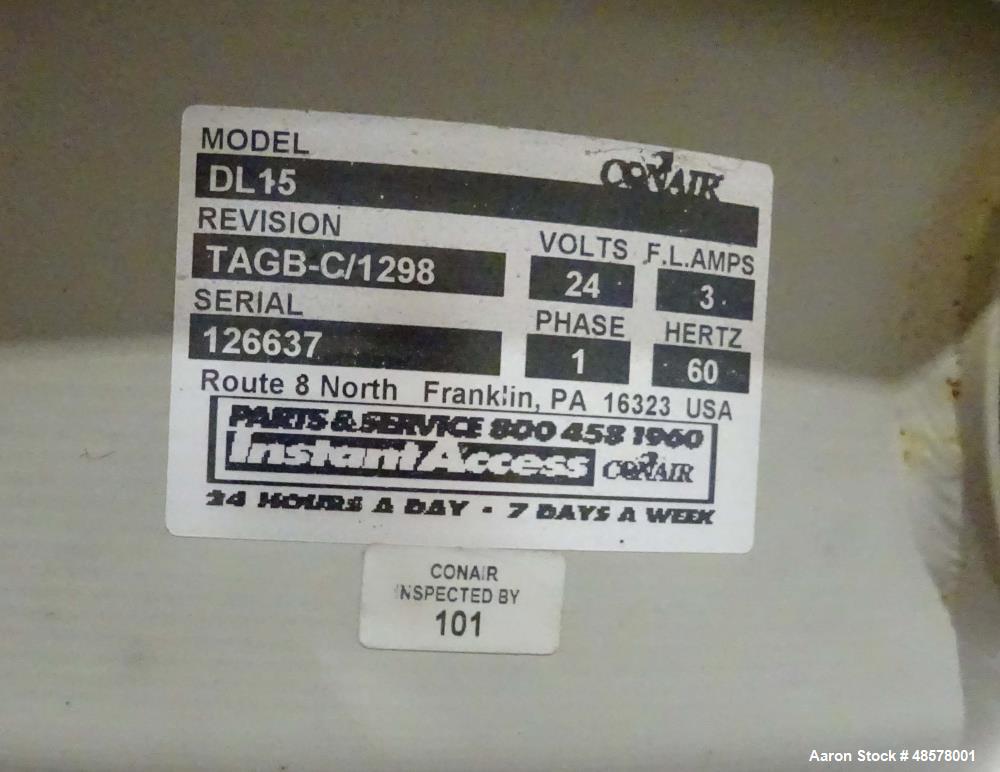 MODEL
CONAIR
DL15
REVISION
VOLTS F.L.AMPS
TAGB-C/1298
24 3
SERIAL
PHASE HERTZ
126637
1 60
Route 8 North Franklin, PA 16323 USA
PARTS & SERVICE 800 458 1960
Instant Access CONAIR
24 HOURS A DAY - 7 DAYS A WEEK
CONAIR
INSPECTED BY
101
Aaron Stock # 48578001